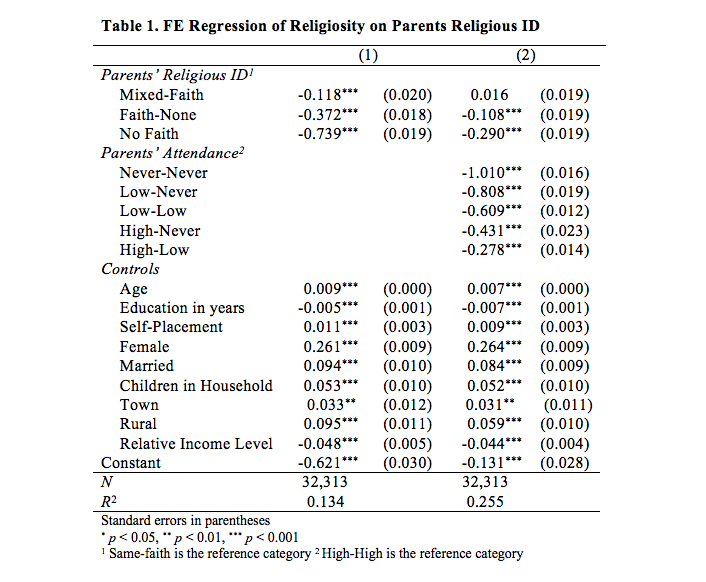 Table 1. FE Regression of Religiosity on Parents Religious ID
(1) (2)
Parents' Religious ID¹
Mixed-Faith -0.118*** (0.020) 0.016 (0.019)
Faith-None -0.372*** (0.018) -0.108*** (0.019)
No Faith -0.739*** (0.019) -0.290*** (0.019)
Parents' Attendance²
Never-Never -1.010*** (0.016)
Low-Never -0.808*** (0.019)
Low-Low -0.609*** (0.012)
High-Never -0.431*** (0.023)
High-Low -0.278*** (0.014)
Controls
Age 0.009*** (0.000) 0.007*** (0.000)
Education in years -0.005*** (0.001) -0.007*** (0.001)
Self-Placement 0.011*** (0.003) 0.009*** (0.003)
Female 0.261*** (0.009) 0.264*** (0.009)
Married 0.094*** (0.010) 0.084*** (0.009)
Children in Household 0.053*** (0.010) 0.052*** (0.010)
Town 0.033** (0.012) 0.031** (0.011)
Rural 0.095*** (0.011) 0.059*** (0.010)
Relative Income Level -0.048*** (0.005) -0.044*** (0.004)
Constant -0.621*** (0.030) -0.131*** (0.028)
N 32,313 32,313
R² 0.134 0.255
Standard errors in parentheses
* p < 0.05, ** p < 0.01, *** p < 0.001
¹ Same-faith is the reference category ² High-High is the reference category